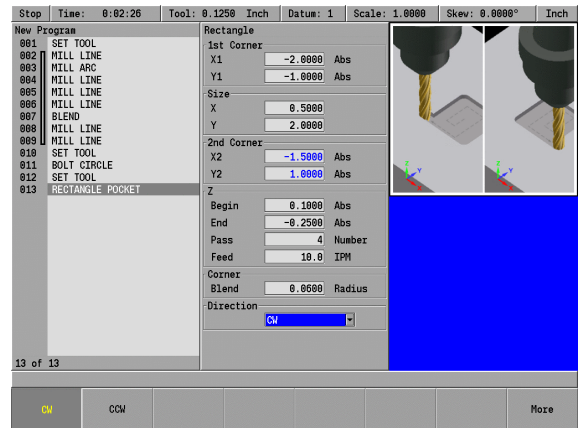 Stop Time: 0:02:26 Tool: 0.1250 Inch Datum: 1 Scale: 1.0000 Skew: 0.0000° Inch
New Program
001 SET TOOL
002 MILL LINE
003 MILL ARC
004 MILL LINE
005 MILL LINE
006 MILL LINE
007 BLEND
008 MILL LINE
009 MILL LINE
010 SET TOOL
011 BOLT CIRCLE
012 SET TOOL
013 RECTANGLE POCKET
13 of 13
Rectangle
1st Corner
X1 -2.0000 Abs
Y1 -1.0000 Abs
Size
X 0.5000
Y 2.0000
2nd Corner
X2 -1.5000 Abs
Y2 1.0000 Abs
Z
Begin 0.1000 Abs
End -0.2500 Abs
Pass 4 Number
Feed 10.0 IPM
Corner
Blend 0.0600 Radius
Direction
CW
Z Y X
Z Y X
CW CCW More